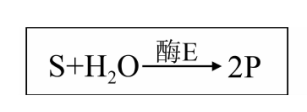 S+H₂O 酶E→ 2P